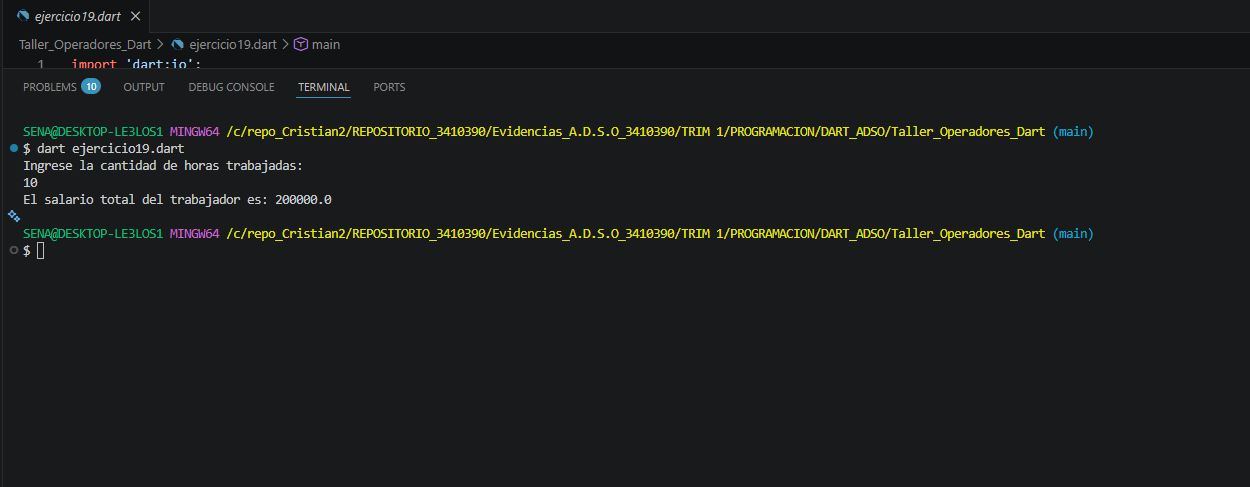 ejercicio19.dart
Taller_Operadores_Dart > ejercicio19.dart > main
1 import 'dart:io';
PROBLEMS 10 OUTPUT DEBUG CONSOLE TERMINAL PORTS
SENA@DESKTOP-LE3LOS1 MINGW64 /c/repo_Cristian2/REPOSITORIO_3410390/Evidencias_A.D.S.O_3410390/TRIM 1/PROGRAMACION/DART_ADSO/Taller_Operadores_Dart (main)
$ dart ejercicio19.dart
Ingrese la cantidad de horas trabajadas:
10
El salario total del trabajador es: 200000.0
SENA@DESKTOP-LE3LOS1 MINGW64 /c/repo_Cristian2/REPOSITORIO_3410390/Evidencias_A.D.S.O_3410390/TRIM 1/PROGRAMACION/DART_ADSO/Taller_Operadores_Dart (main)
$